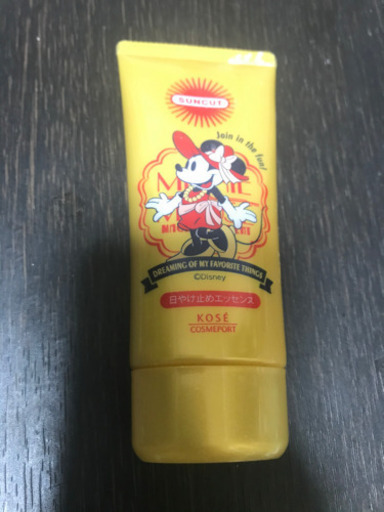 SUNCUT
Join in the fun!
DREAMING OF MY FAVORITE THINGS
©Disney
日やけ止めエッセンス
KOSÉ
COSMEPORT